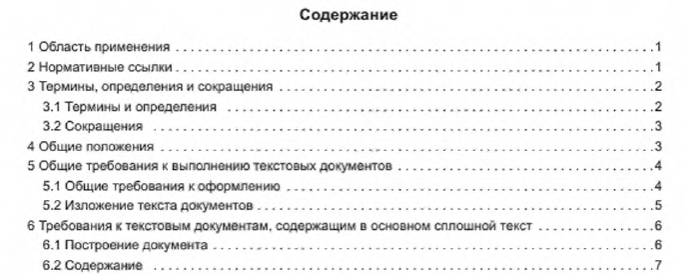 Содержание
1 Область применения . . . . . . . . . . . . . . . . . . . . . . . . . . . . . . . . . . . . . . . . 1
2 Нормативные ссылки . . . . . . . . . . . . . . . . . . . . . . . . . . . . . . . . . . . . . . . . 1
3 Термины, определения и сокращения . . . . . . . . . . . . . . . . . . . . . . . . . . . . . . 2
3.1 Термины и определения . . . . . . . . . . . . . . . . . . . . . . . . . . . . . . . . . . . . 2
3.2 Сокращения . . . . . . . . . . . . . . . . . . . . . . . . . . . . . . . . . . . . . . . . . . 3
4 Общие положения . . . . . . . . . . . . . . . . . . . . . . . . . . . . . . . . . . . . . . . . . 3
5 Общие требования к выполнению текстовых документов . . . . . . . . . . . . . . . . . . . . 4
5.1 Общие требования к оформлению . . . . . . . . . . . . . . . . . . . . . . . . . . . . . . 4
5.2 Изложение текста документов . . . . . . . . . . . . . . . . . . . . . . . . . . . . . . . . 5
6 Требования к текстовым документам, содержащим в основном сплошной текст . . . . . . . . . 6
6.1 Построение документа . . . . . . . . . . . . . . . . . . . . . . . . . . . . . . . . . . . . 6
6.2 Содержание . . . . . . . . . . . . . . . . . . . . . . . . . . . . . . . . . . . . . . . . . . 7